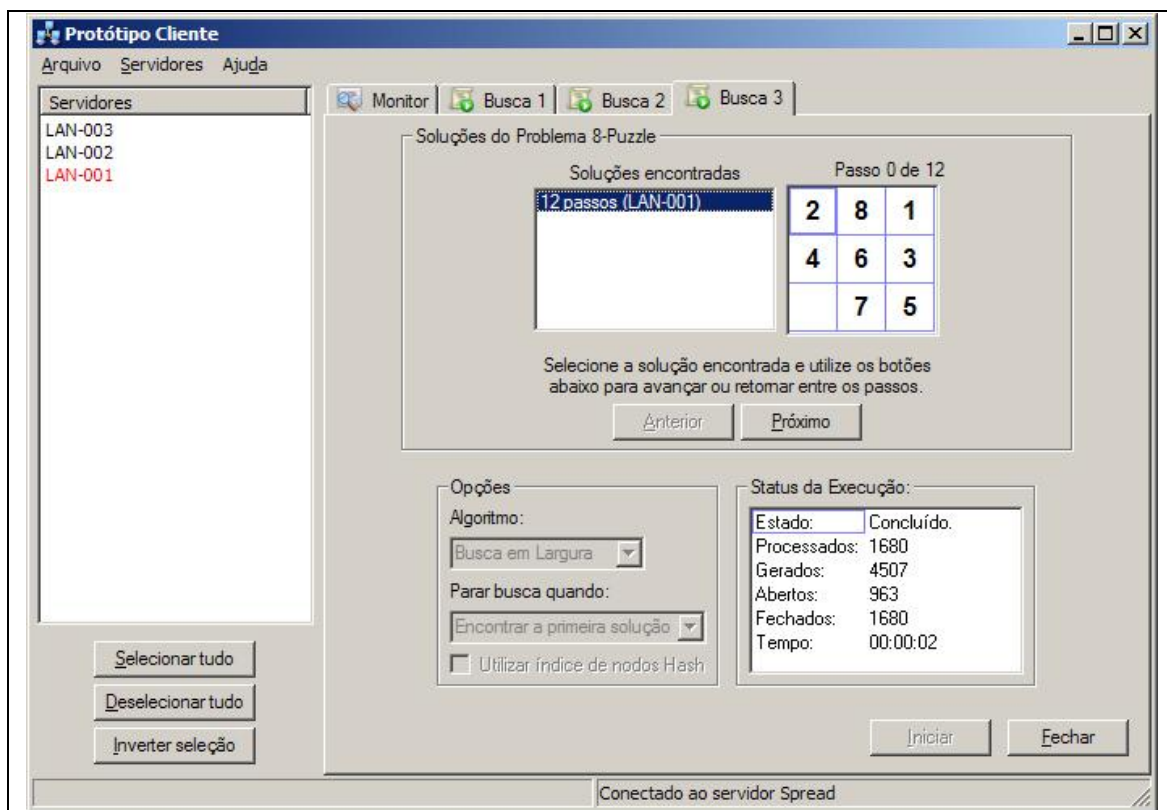 Protótipo Cliente
Arquivo Servidores Ajuda
Servidores
LAN-003
LAN-002
LAN-001
Selecionar tudo
Deselecionar tudo
Inverter seleção
Monitor Busca 1 Busca 2 Busca 3
Soluções do Problema 8-Puzzle
Soluções encontradas
12 passos (LAN-001)
Passo 0 de 12
2 8 1
4 6 3
7 5
Selecione a solução encontrada e utilize os botões
abaixo para avançar ou retornar entre os passos.
Anterior Próximo
Opções
Algoritmo:
Busca em Largura
Parar busca quando:
Encontrar a primeira solução
Utilizar índice de nodos Hash
Status da Execução:
Estado: Concluído.
Processados: 1680
Gerados: 4507
Abertos: 963
Fechados: 1680
Tempo: 00:00:02
Iniciar Fechar
Conectado ao servidor Spread